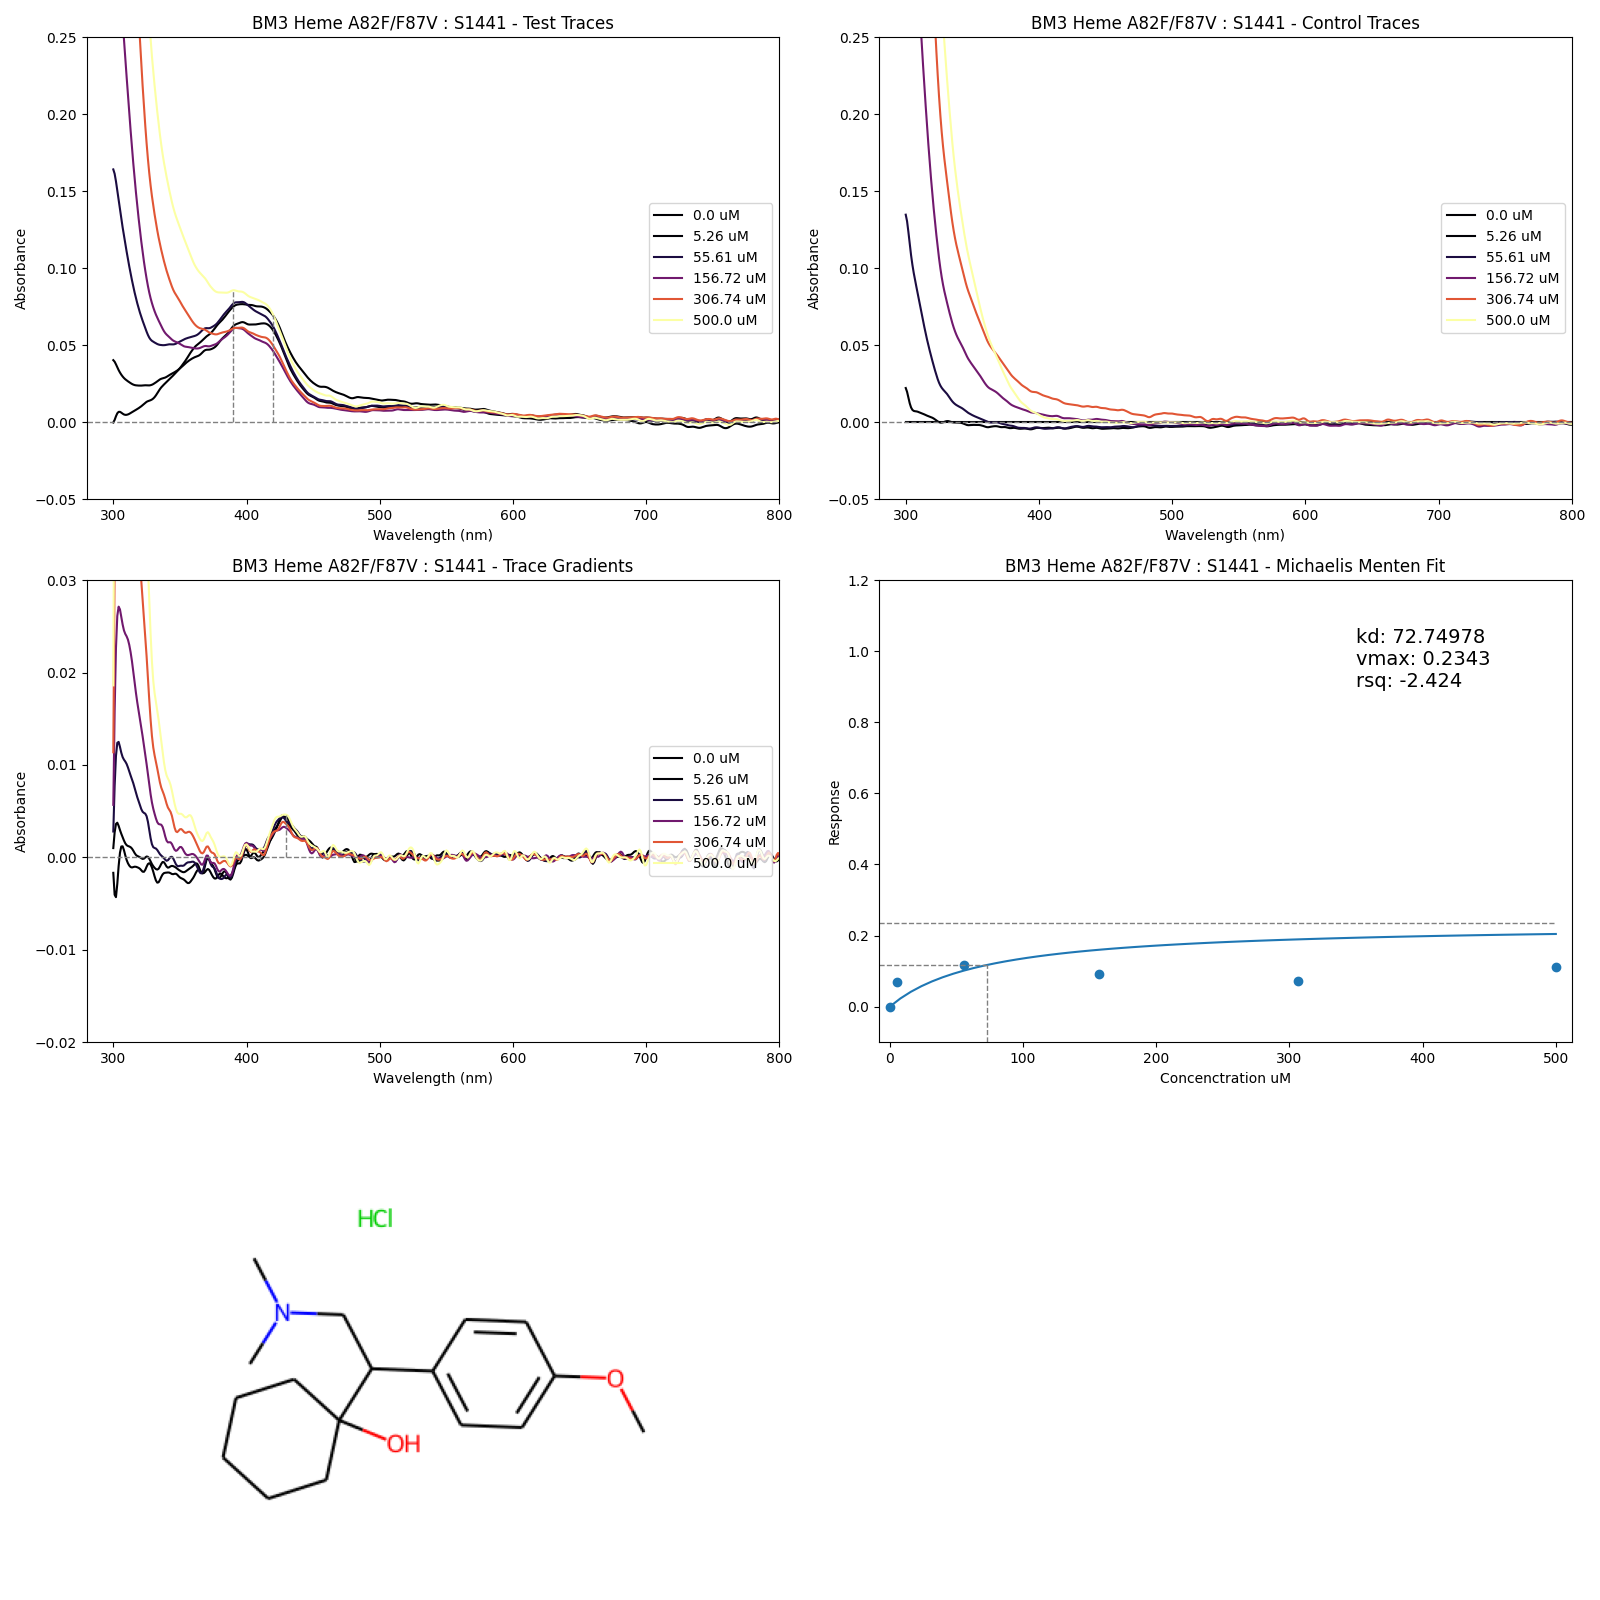 BM3 Heme A82F/F87V : S1441 - Test Traces
0.25
0.20
0.15
0.10
0.05
0.00
−0.05
Absorbance
300 400 500 600 700 800
Wavelength (nm)
0.0 uM
5.26 uM
55.61 uM
156.72 uM
306.74 uM
500.0 uM
BM3 Heme A82F/F87V : S1441 - Control Traces
0.25
0.20
0.15
0.10
0.05
0.00
−0.05
Absorbance
300 400 500 600 700 800
Wavelength (nm)
0.0 uM
5.26 uM
55.61 uM
156.72 uM
306.74 uM
500.0 uM
BM3 Heme A82F/F87V : S1441 - Trace Gradients
0.03
0.02
0.01
0.00
−0.01
−0.02
Absorbance
300 400 500 600 700 800
Wavelength (nm)
0.0 uM
5.26 uM
55.61 uM
156.72 uM
306.74 uM
500.0 uM
BM3 Heme A82F/F87V : S1441 - Michaelis Menten Fit
1.2
1.0
0.8
0.6
0.4
0.2
0.0
Response
0 100 200 300 400 500
Concenctration uM
kd: 72.74978
vmax: 0.2343
rsq: -2.424
HCl
N
O
OH